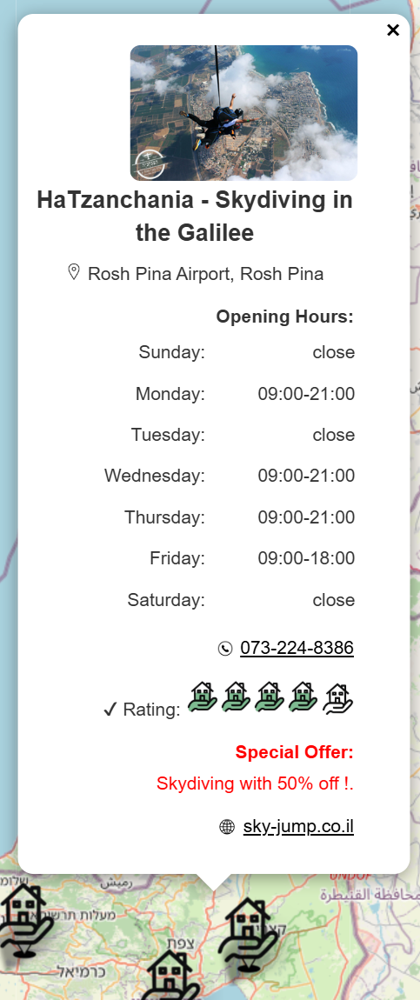 ×
HaTzanchania - Skydiving in
the Galilee
Rosh Pina Airport, Rosh Pina
Opening Hours:
Sunday: close
Monday: 09:00-21:00
Tuesday: close
Wednesday: 09:00-21:00
Thursday: 09:00-21:00
Friday: 09:00-18:00
Saturday: close
073-224-8386
✓ Rating:
Special Offer:
Skydiving with 50% off !.
sky-jump.co.il
UNDOF
رميش
محافظة القنيطرة
צפת
כרמיאל